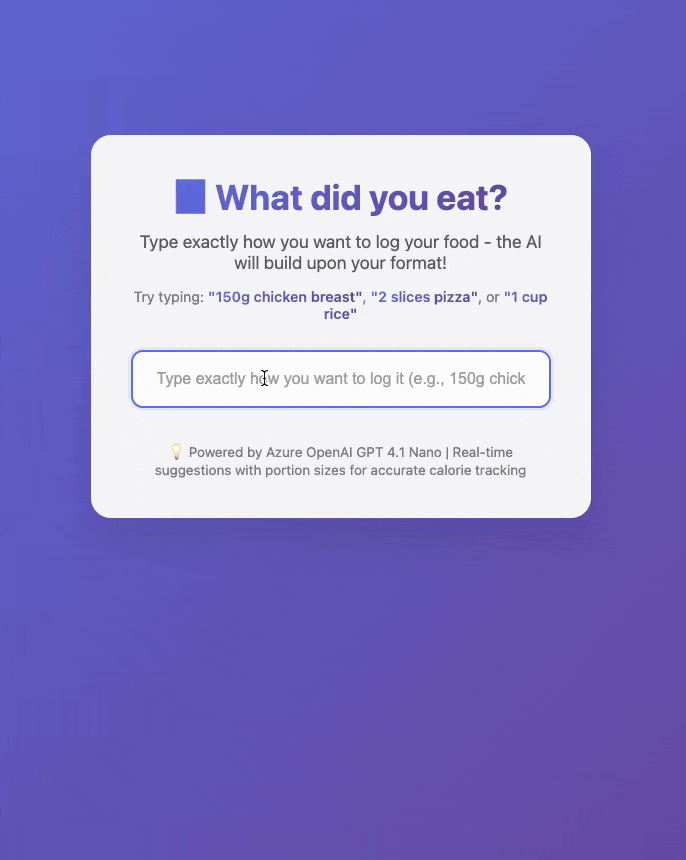 What did you eat?
Type exactly how you want to log your food - the AI
will build upon your format!
Try typing: "150g chicken breast", "2 slices pizza", or "1 cup
rice"
Type exactly how you want to log it (e.g., 150g chick
💡 Powered by Azure OpenAI GPT 4.1 Nano | Real-time
suggestions with portion sizes for accurate calorie tracking